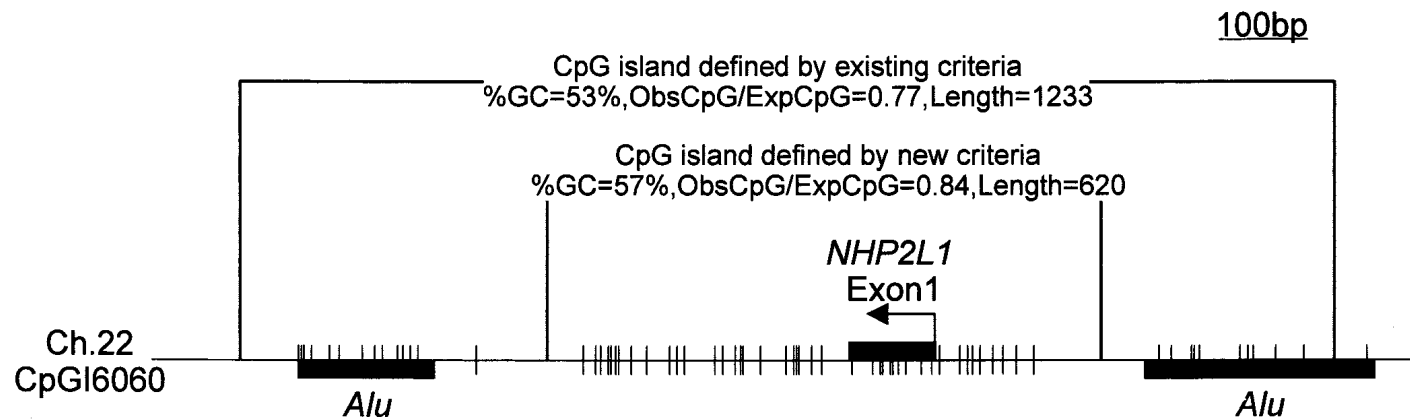 100bp
CpG island defined by existing criteria
%GC=53%,ObsCpG/ExpCpG=0.77,Length=1233
CpG island defined by new criteria
%GC=57%,ObsCpG/ExpCpG=0.84,Length=620
NHP2L1
Exon1
Ch.22
CpGI6060
Alu
Alu